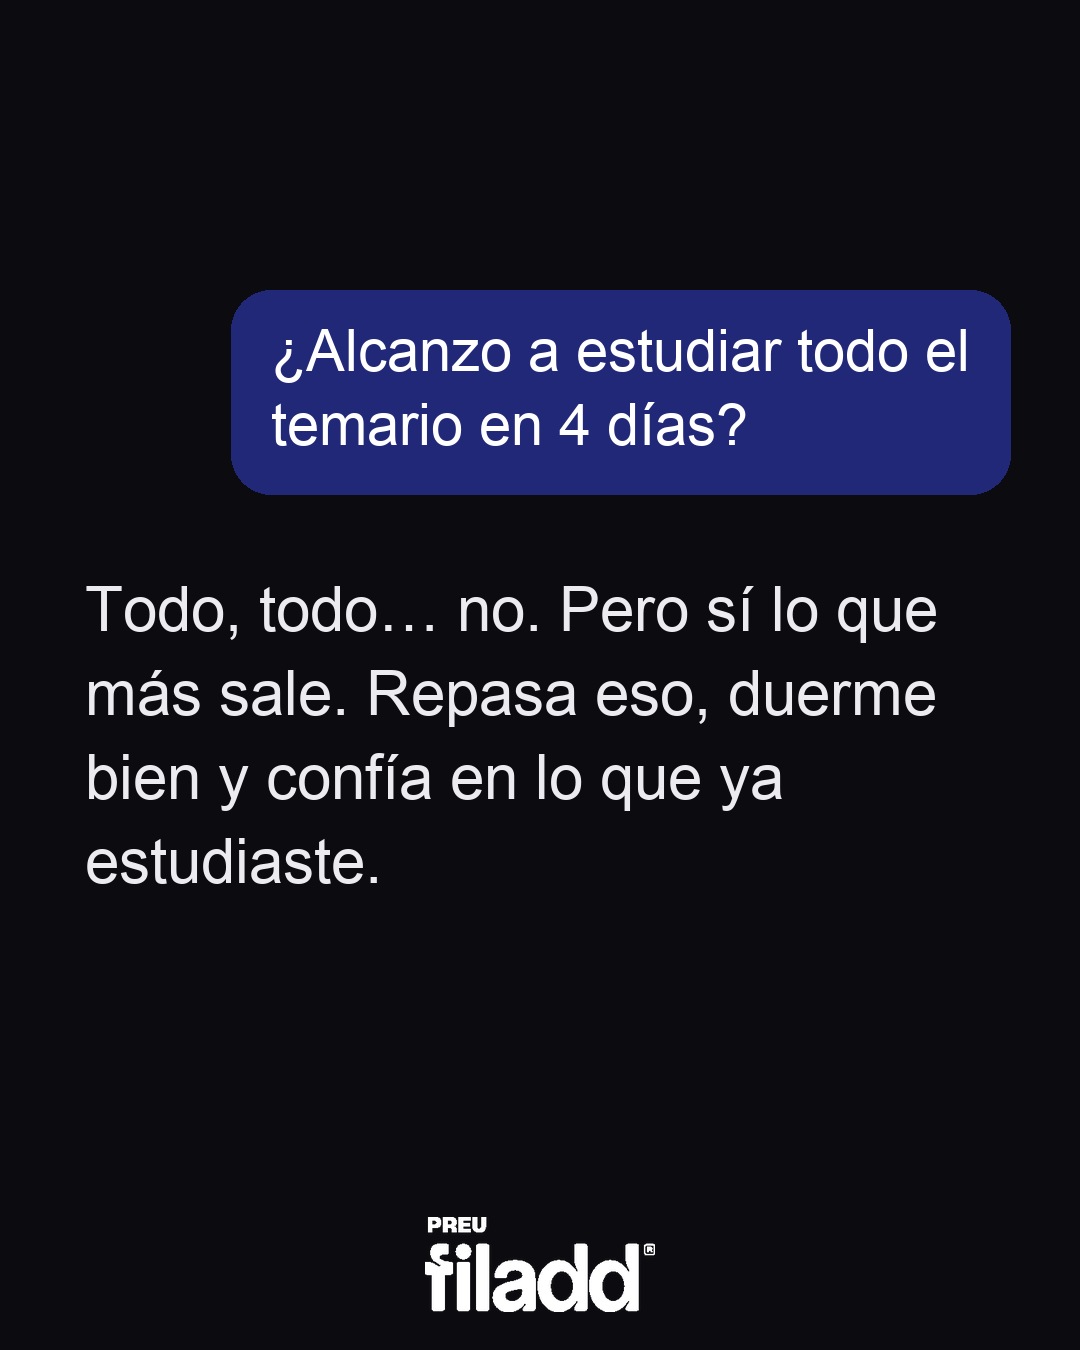 ¿Alcanzo a estudiar todo el
temario en 4 días?
Todo, todo… no. Pero sí lo que
más sale. Repasa eso, duerme
bien y confía en lo que ya
estudiaste.
PREU
filadd®